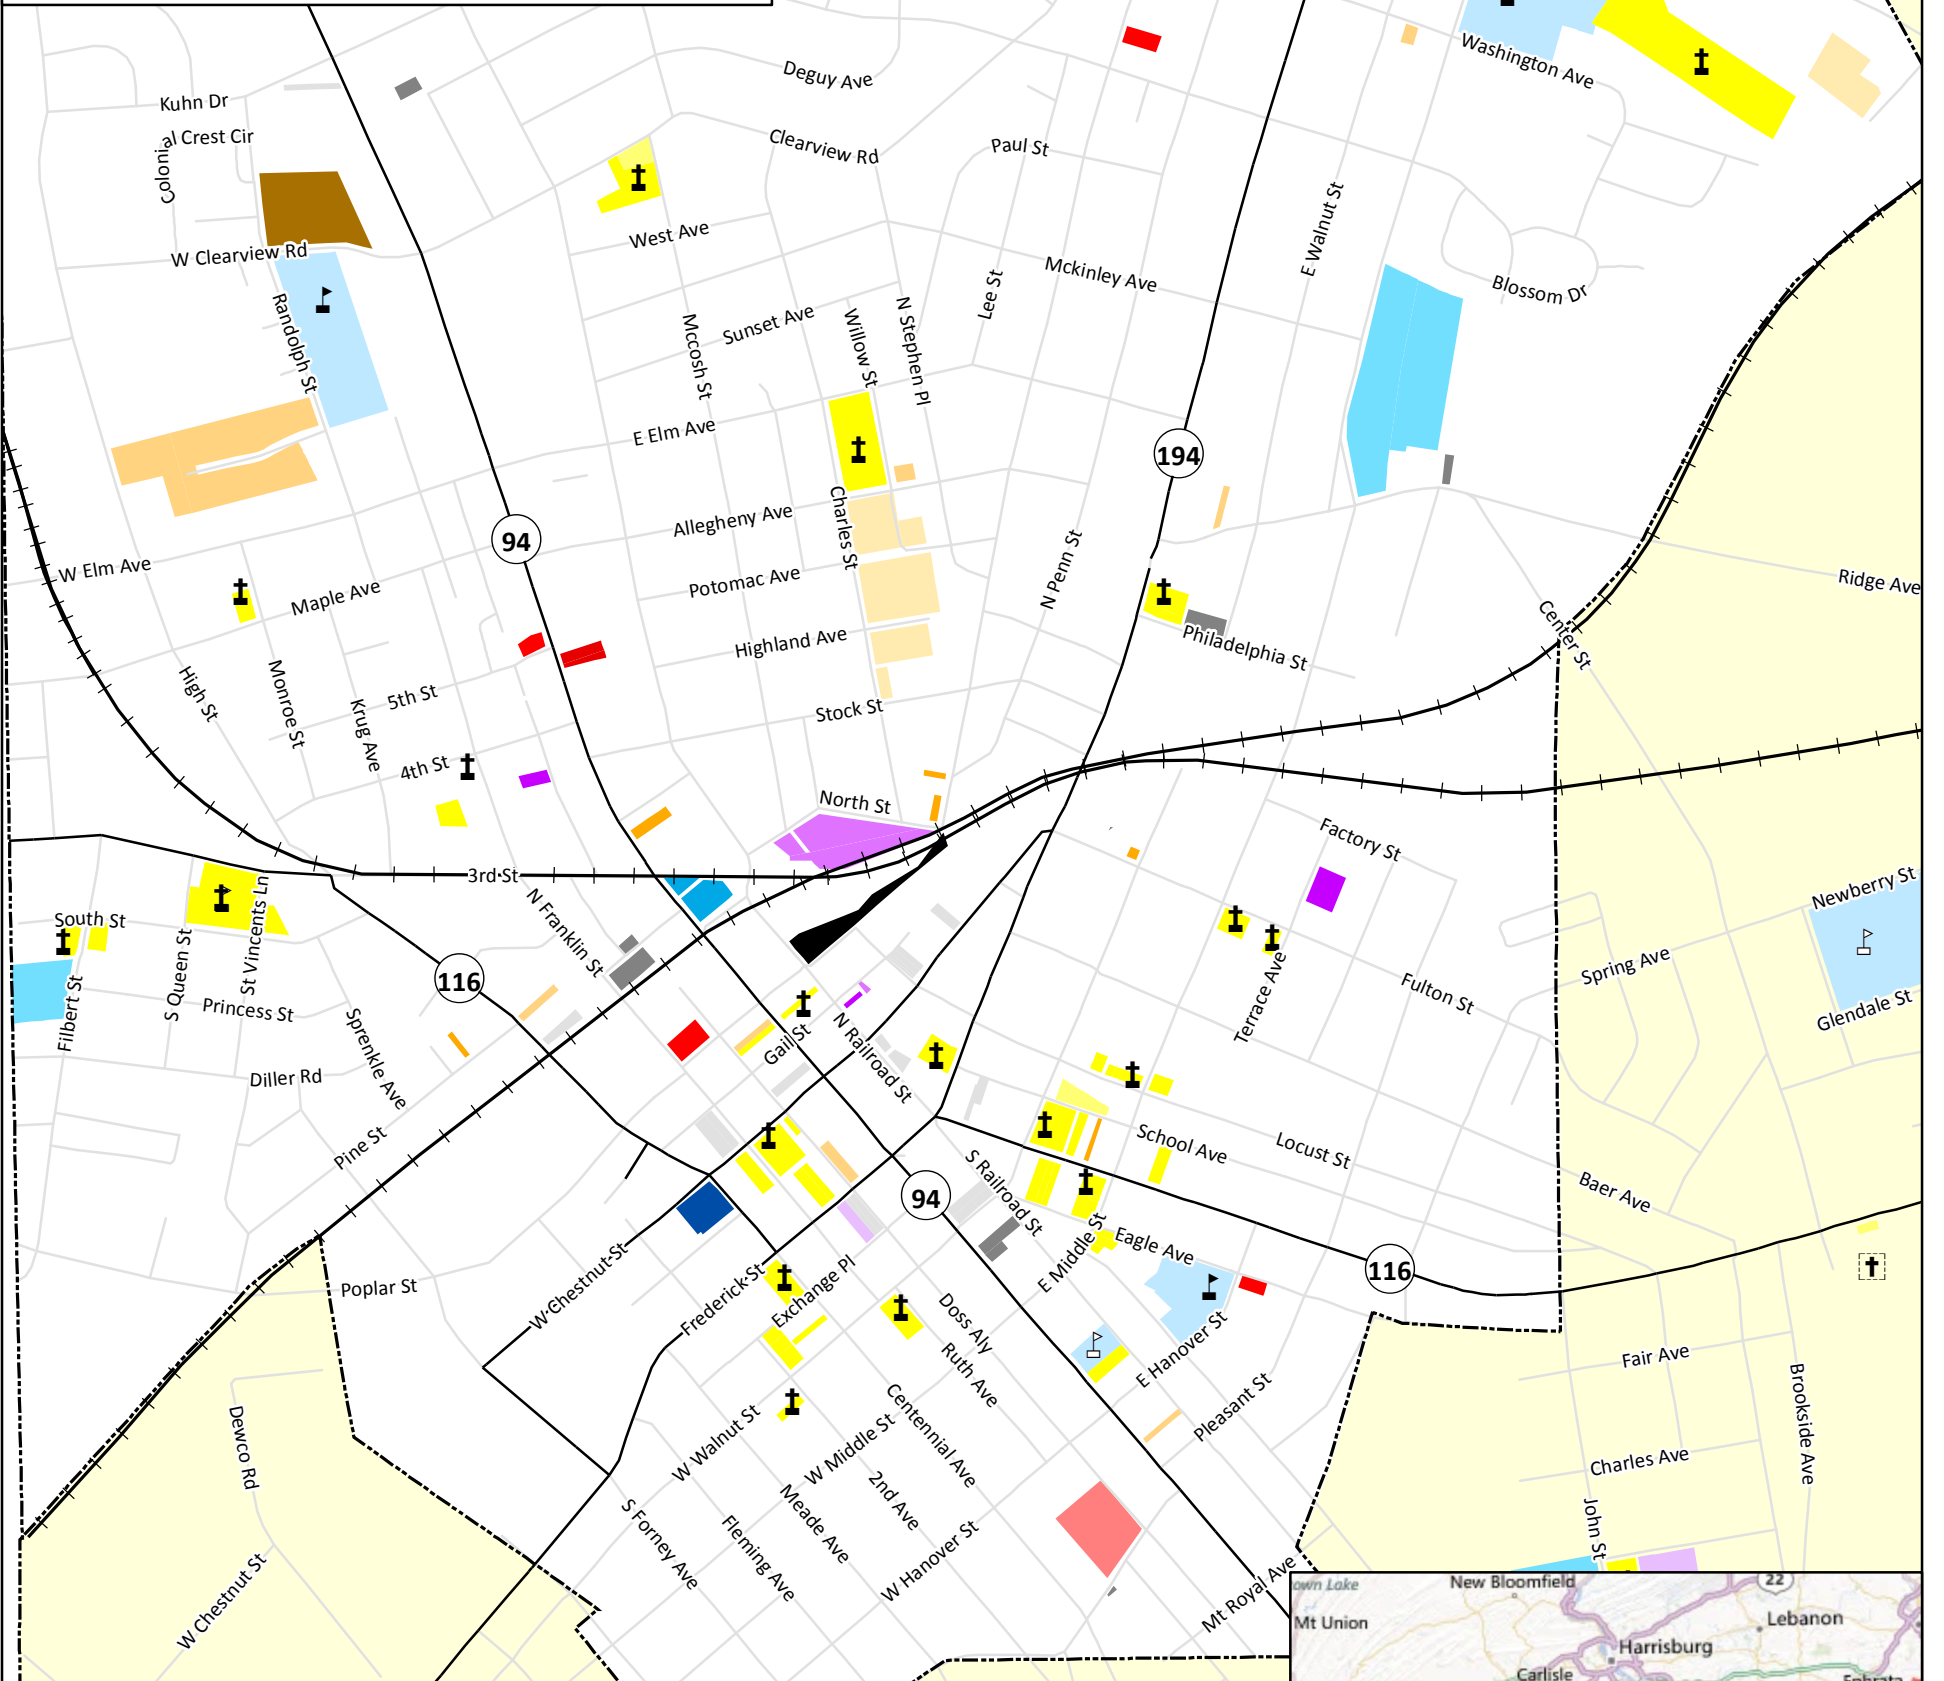 Washington Ave
Deguy Ave
Kuhn Dr
Colonial Crest Cir
Clearview Rd
Paul St
E Walnut St
West Ave
W Clearview Rd
Mckinley Ave
Blossom Dr
Lee St
Randolph St
Mccosh St
Sunset Ave
Willow St
N Stephen Pl
E Elm Ave
194
Charles St
Allegheny Ave
94
N Penn St
W Elm Ave
Potomac Ave
Ridge Ave
Maple Ave
Center St
Highland Ave
Philadelphia St
High St
Monroe St
Krug Ave
5th St
Stock St
4th St
North St
Factory St
3rd St
Newberry St
South St
N Franklin St
S Queen St
St Vincents Ln
Filbert St
116
Spring Ave
Fulton St
Princess St
Terrace Ave
Glendale St
Sprenkle Ave
Gail St
N Railroad St
Diller Rd
Pine St
School Ave
Locust St
S Railroad St
94
Baer Ave
E Middle St
Eagle Ave
116
W Chestnut St
Poplar St
Frederick St
Exchange Pl
Doss Aly
E Hanover St
Ruth Ave
Fair Ave
Brookside Ave
Dewco Rd
Centennial Ave
Pleasant St
W Walnut St
W Middle St
Charles Ave
2nd Ave
Meade Ave
S Forney Ave
Fleming Ave
W Hanover St
John St
W Chestnut St
Mt Royal Ave
own Lake
New Bloomfield
22
Mt Union
Lebanon
Harrisburg
Carlisle
Ephrata